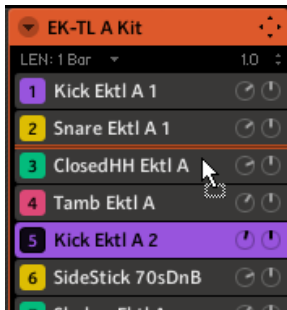 EK-TL A Kit
LEN: 1 Bar 1.0
1 Kick Ektl A 1
2 Snare Ektl A 1
3 ClosedHH Ektl A
4 Tamb Ektl A
5 Kick Ektl A 2
6 SideStick 70sDnB